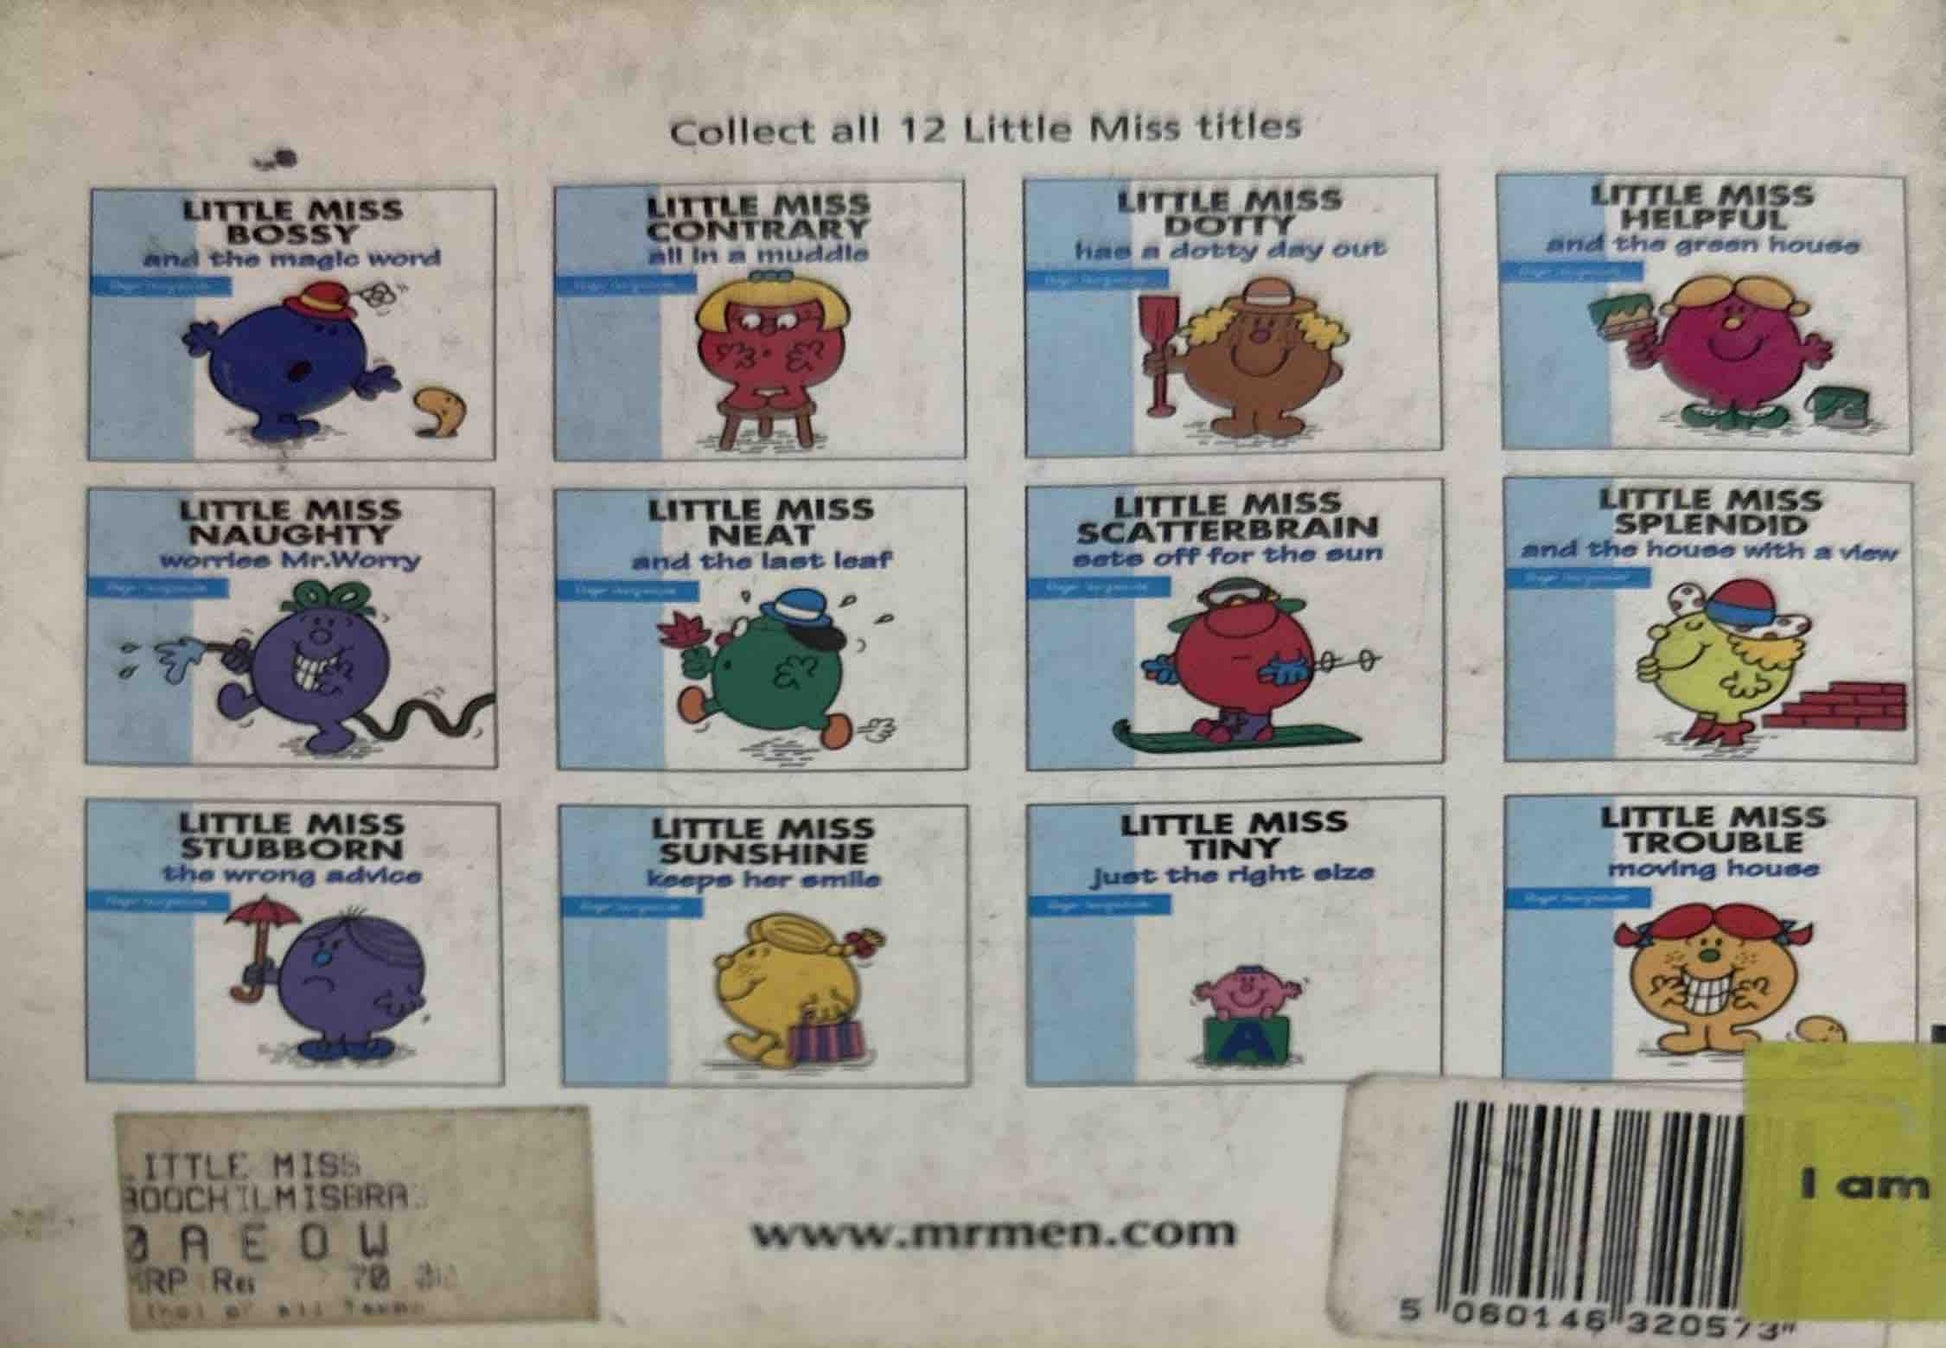 Collect all 12 Little Miss titles
LITTLE MISS
BOSSY
and the magic word
LITTLE MISS
CONTRARY
all in a muddle
LITTLE MISS
DOTTY
has a dotty day out
LITTLE MISS
HELPFUL
and the green house
LITTLE MISS
NAUGHTY
worries Mr.Worry
LITTLE MISS
NEAT
and the last leaf
LITTLE MISS
SCATTERBRAIN
sets off for the sun
LITTLE MISS
SPLENDID
and the house with a view
LITTLE MISS
STUBBORN
the wrong advice
LITTLE MISS
SUNSHINE
keeps her smile
LITTLE MISS
TINY
just the right size
A
LITTLE MISS
TROUBLE
moving house
ITTLE MISS
A E O W
RP Rs 70
www.mrmen.com
I am
5 060146 320573